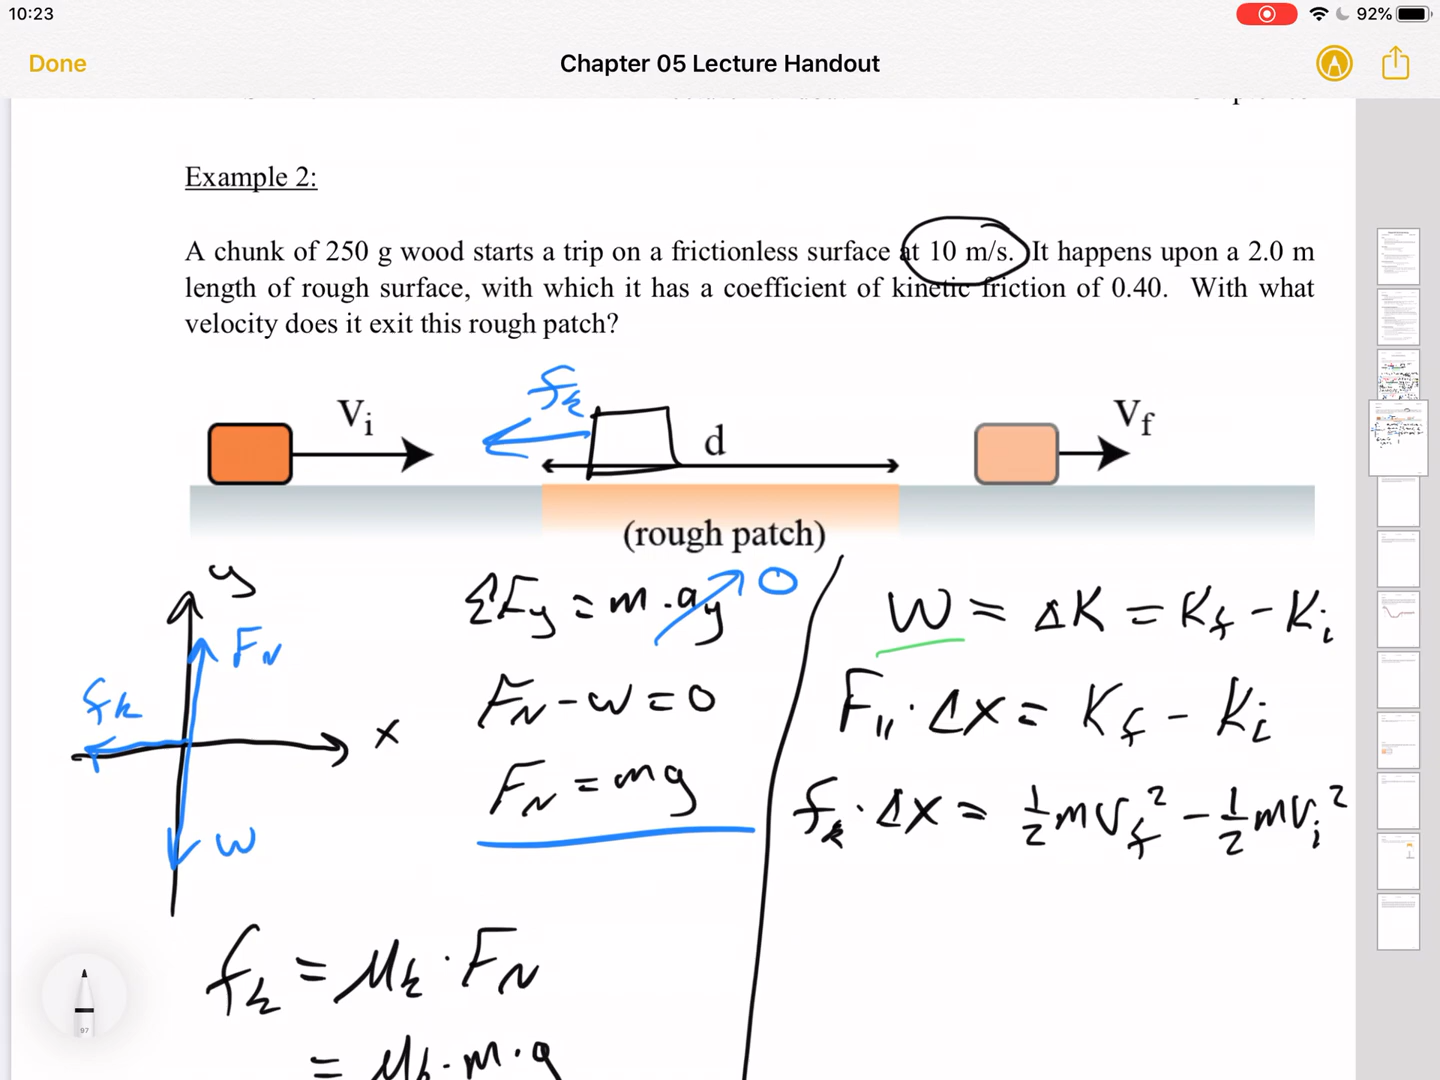 10:23
92%
Done
Chapter 05 Lecture Handout
Example 2:
A chunk of 250 g wood starts a trip on a frictionless surface at 10 m/s. It happens upon a 2.0 m
length of rough surface, with which it has a coefficient of kinetic friction of 0.40. With what
velocity does it exit this rough patch?
fk
Vi
d
Vf
(rough patch)
y
FN
fk
x
w
ΣFy = m · ay 0
FN - w = 0
FN = mg
fk = μk · FN
= μk · m · g
W = ΔK = Kf - Ki
F|| · Δx = Kf - Ki
fk · Δx = ½mvf² - ½mvi²
97